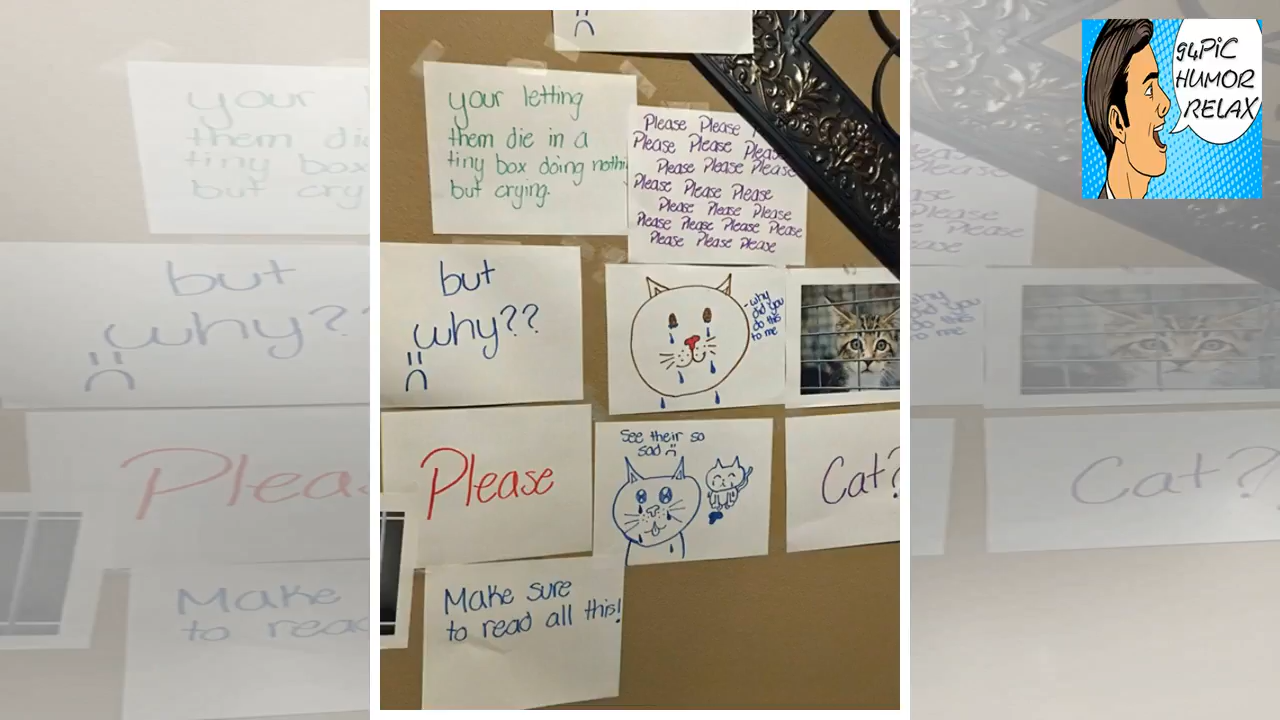 your letting
them die in a
tiny box doing nothi
but crying.
Please Please
Please Please Please
Please Please Please
Please Please Please
Please Please Please
Please Please Please Please
Please Please Please
but
why??
why
did you
do this
to me
Please
See their so
sad
Cat?
Make sure
to read all this!
94PiC
HUMOR
RELAX